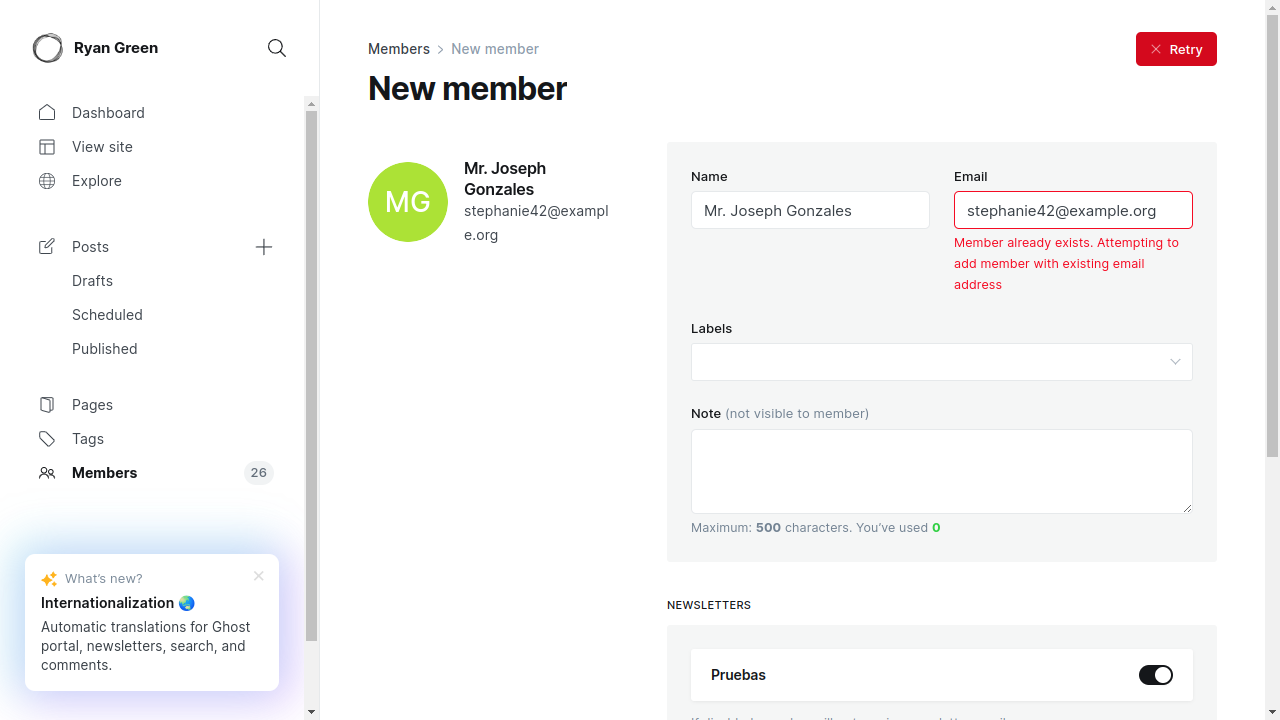 Ryan Green
Dashboard
View site
Explore
Posts
Drafts
Scheduled
Published
Pages
Tags
Members 26
What's new?
Internationalization 🌏
Automatic translations for Ghost
portal, newsletters, search, and
comments.
Members > New member
Retry
New member
MG
Mr. Joseph
Gonzales
stephanie42@exampl
e.org
Name
Mr. Joseph Gonzales
Email
stephanie42@example.org
Member already exists. Attempting to
add member with existing email
address
Labels
Note (not visible to member)
Maximum: 500 characters. You've used 0
NEWSLETTERS
Pruebas